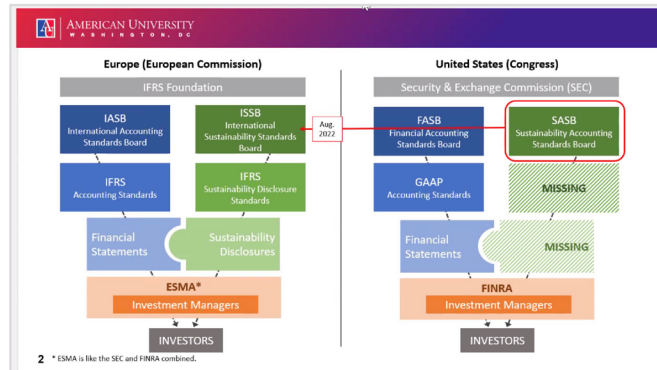 AMERICAN UNIVERSITY
WASHINGTON, DC
Europe (European Commission)
IFRS Foundation
IASB
International Accounting
Standards Board
ISSB
International
Sustainability Standards
Board
IFRS
Accounting Standards
IFRS
Sustainability Disclosure
Standards
Financial
Statements
Sustainability
Disclosures
ESMA*
Investment Managers
INVESTORS
Aug.
2022
United States (Congress)
Security & Exchange Commission (SEC)
FASB
Financial Accounting
Standards Board
SASB
Sustainability Accounting
Standards Board
GAAP
Accounting Standards
MISSING
Financial
Statements
MISSING
FINRA
Investment Managers
INVESTORS
2 * ESMA is like the SEC and FINRA combined.